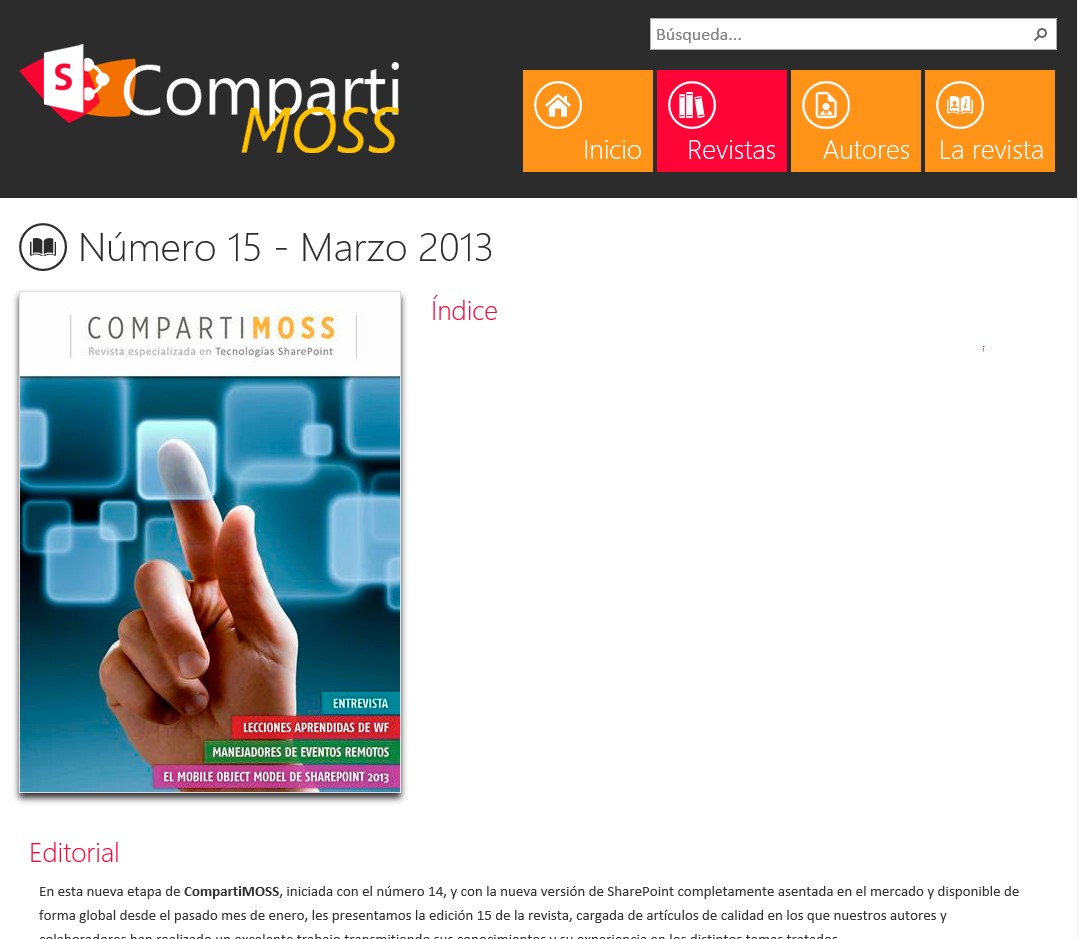 Búsqueda...
S
Comparti
MOSS
Inicio
Revistas
Autores
La revista
Número 15 - Marzo 2013
Índice
COMPARTIMOSS
Revista especializada en Tecnologías SharePoint
ENTREVISTA
LECCIONES APRENDIDAS DE WF
MANEJADORES DE EVENTOS REMOTOS
EL MOBILE OBJECT MODEL DE SHAREPOINT 2013
Editorial
En esta nueva etapa de CompartiMOSS, iniciada con el número 14, y con la nueva versión de SharePoint completamente asentada en el mercado y disponible de
forma global desde el pasado mes de enero, les presentamos la edición 15 de la revista, cargada de artículos de calidad en los que nuestros autores y
colaboradores han realizado un excelente trabajo transmitiendo sus conocimientos y su experiencia en los distintos temas tratados.